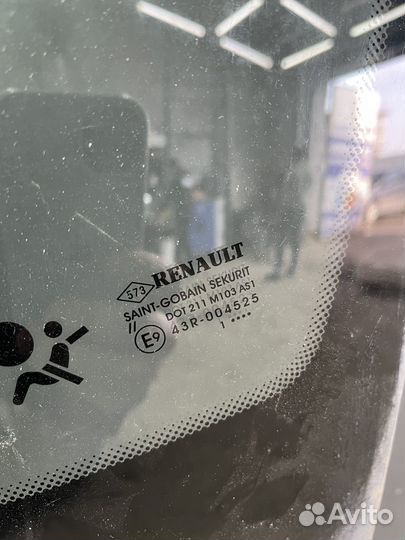 573 RENAULT
SAINT-GOBAIN SEKURIT
// DOT 211 M103 AS1
E9 43R-004525
1 ....
Avito